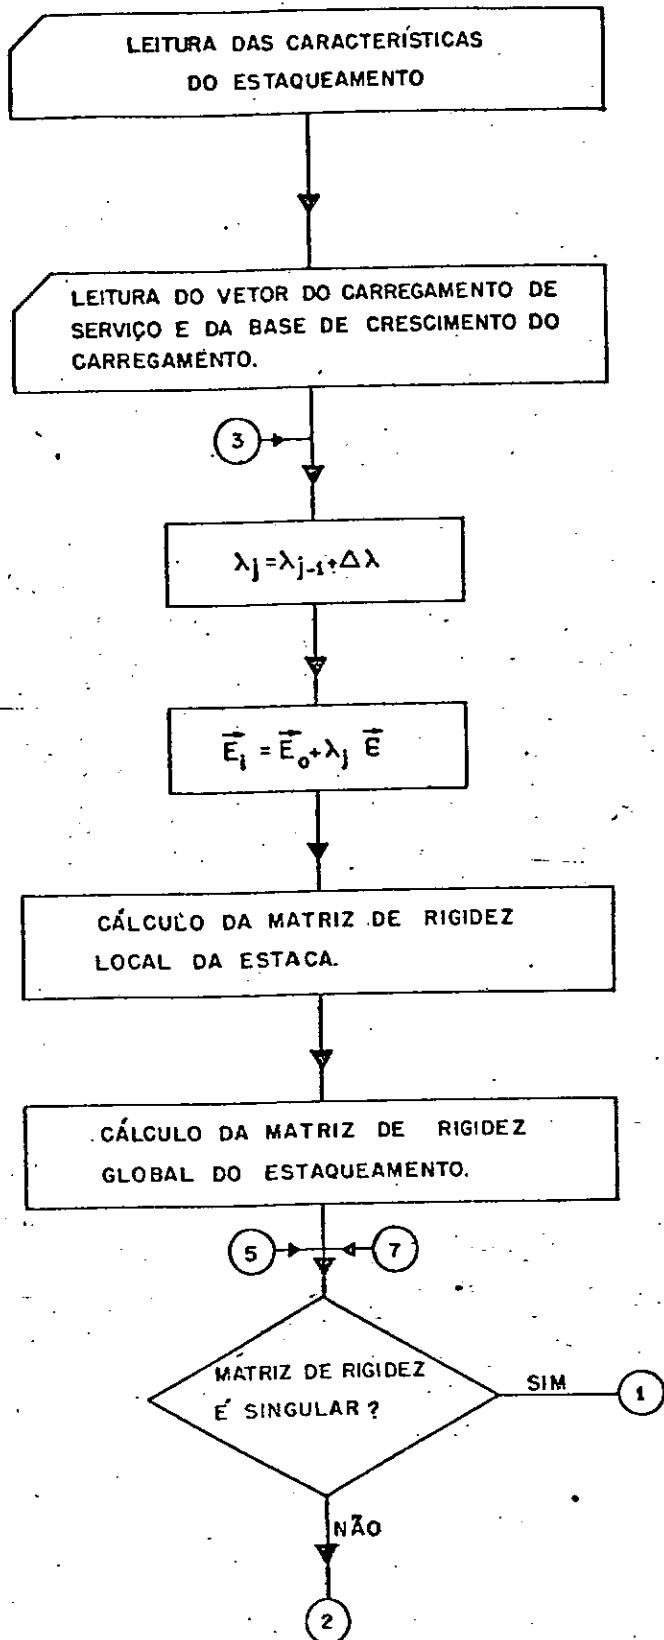 LEITURA DAS CARACTERÍSTICAS
DO ESTAQUEAMENTO
LEITURA DO VETOR DO CARREGAMENTO DE
SERVIÇO E DA BASE DE CRESCIMENTO DO
CARREGAMENTO.
3
λj=λj-1+Δλ
E⃗i = E⃗o+λj E⃗
CÁLCULO DA MATRIZ DE RIGIDEZ
LOCAL DA ESTACA.
CÁLCULO DA MATRIZ DE RIGIDEZ
GLOBAL DO ESTAQUEAMENTO.
5 7
MATRIZ DE RIGIDEZ
É SINGULAR ?
SIM
1
NÃO
2